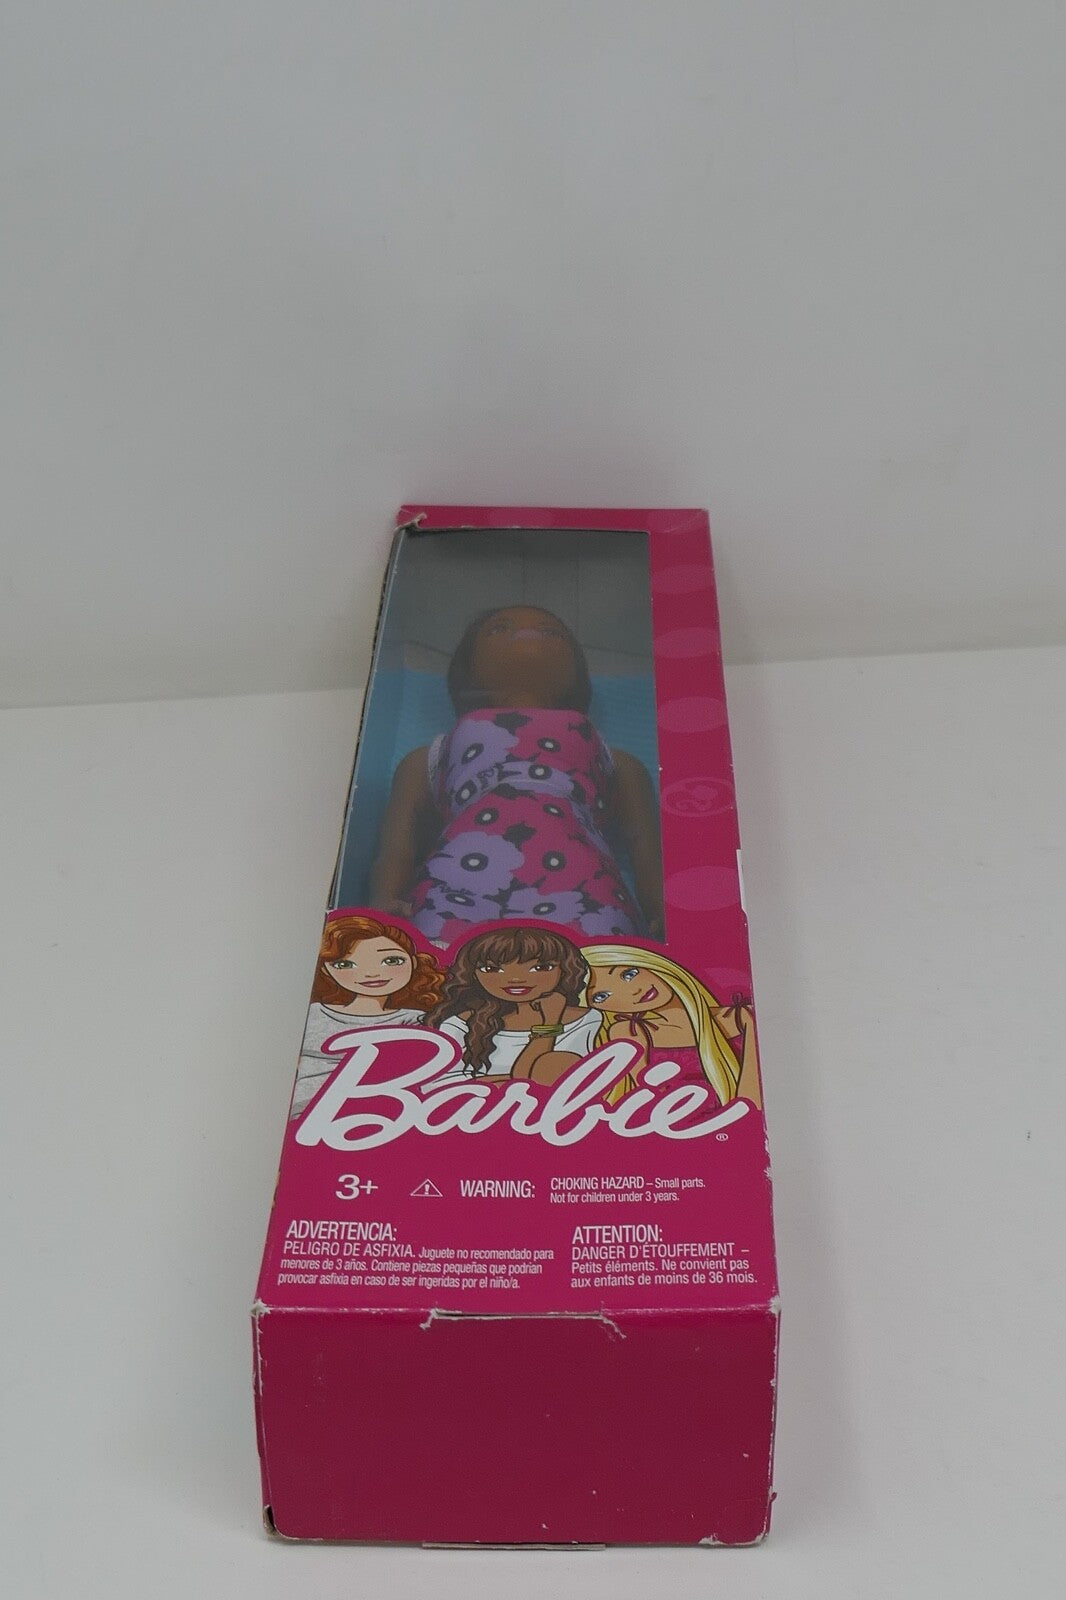 Barbie®
3+
WARNING:
CHOKING HAZARD – Small parts.
Not for children under 3 years.
ADVERTENCIA:
PELIGRO DE ASFIXIA. Juguete no recomendado para
menores de 3 años. Contiene piezas pequeñas que podrían
provocar asfixia en caso de ser ingeridas por el niño/a.
ATTENTION:
DANGER D'ÉTOUFFEMENT –
Petits éléments. Ne convient pas
aux enfants de moins de 36 mois.